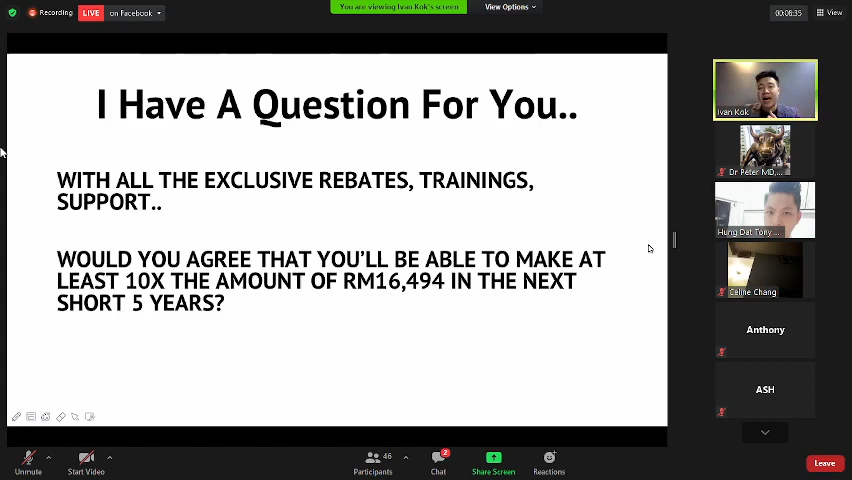 Recording
LIVE
on Facebook
You are viewing Ivan Kok's screen
View Options
00:06:35
View
I Have A Question For You..
WITH ALL THE EXCLUSIVE REBATES, TRAININGS,
SUPPORT..
WOULD YOU AGREE THAT YOU'LL BE ABLE TO MAKE AT
LEAST 10X THE AMOUNT OF RM16,494 IN THE NEXT
SHORT 5 YEARS?
Ivan Kok
Dr Peter MD,...
Hung Dat Tony ...
Celine Chang
Anthony
ASH
Unmute
Start Video
46
Participants
2
Chat
Share Screen
Reactions
Leave